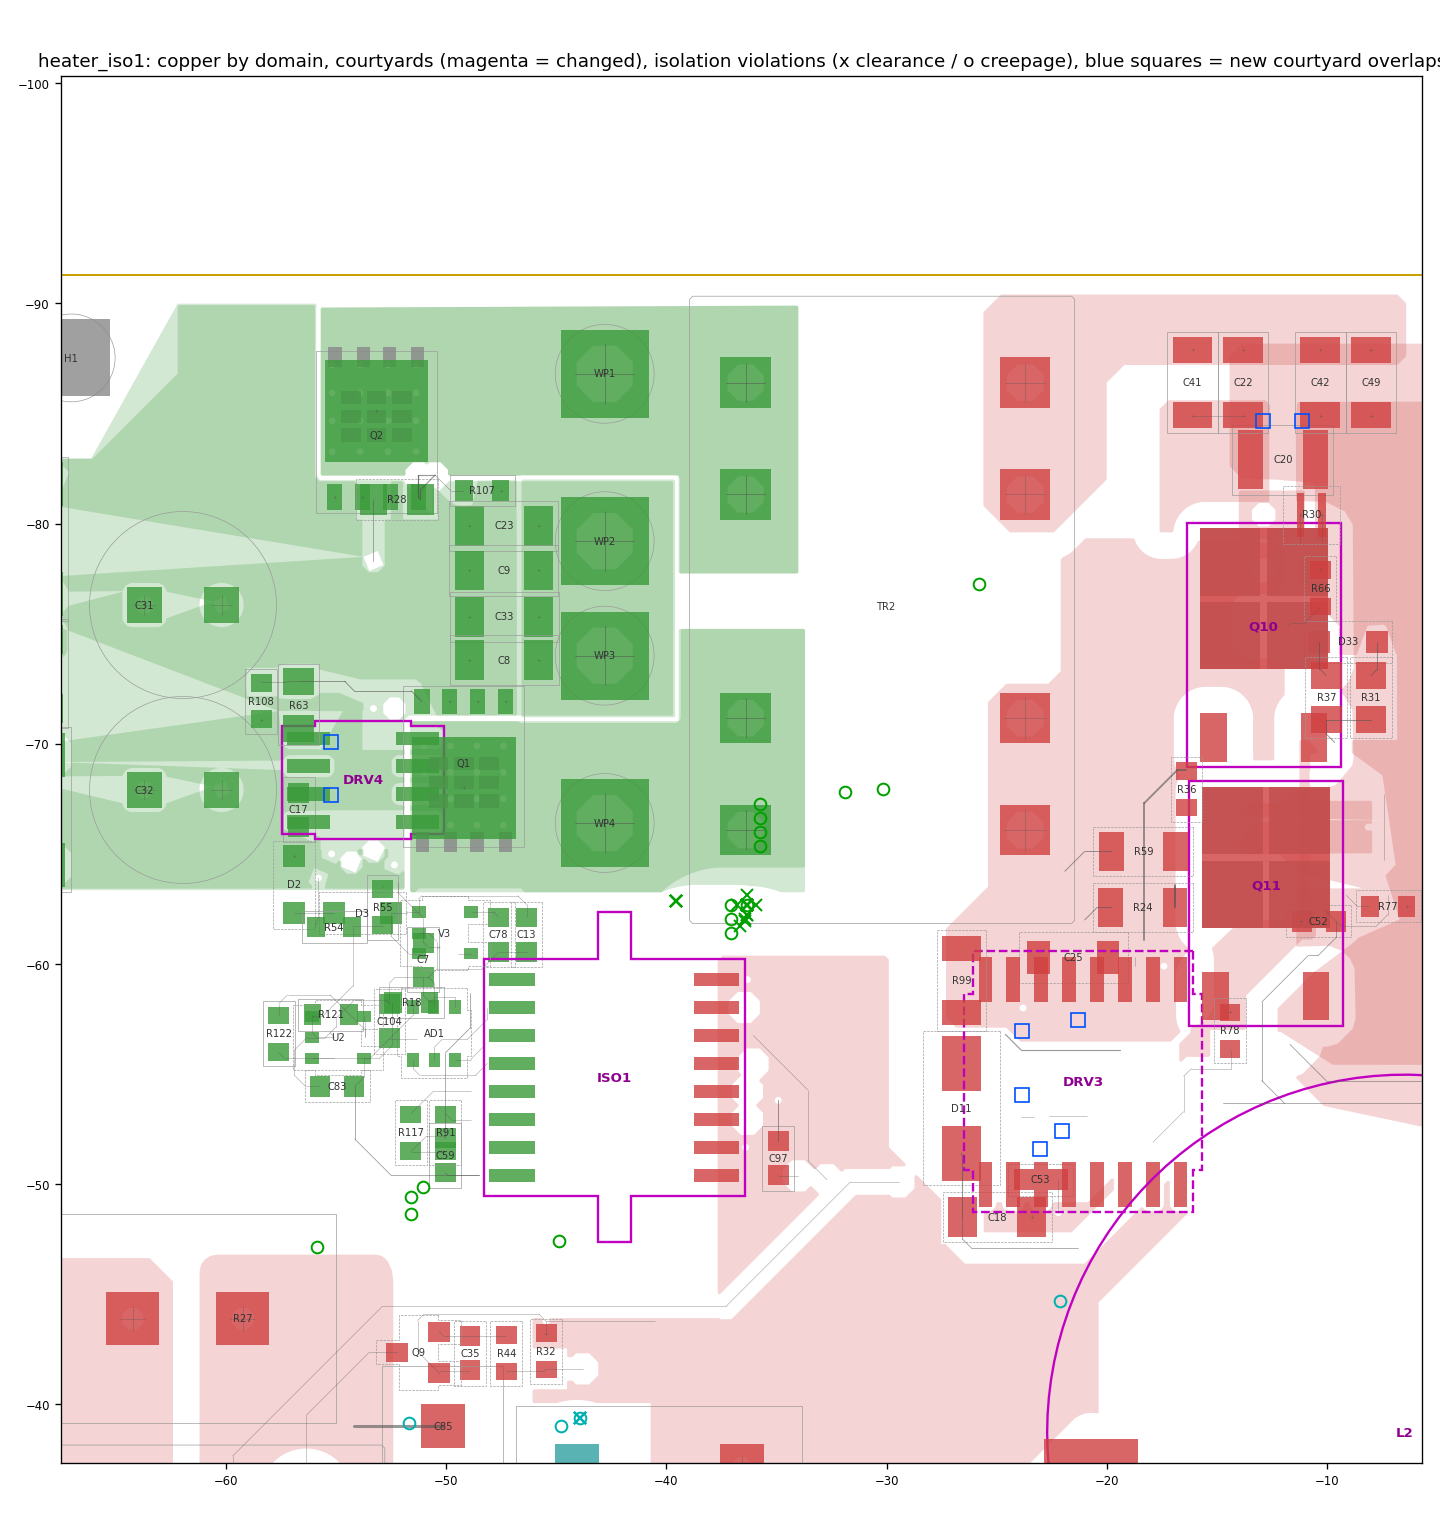 heater_iso1: copper by domain, courtyards (magenta = changed), isolation violations (x clearance / o creepage), blue squares = new courtyard overlaps
−100
−90
−80
−70
−60
−50
−40
H1
Q2
WP1
C41 C22 C42 C49
C20
R28 R107
R30
C23
WP2
C9
R66
C31
C33
TR2
Q10
D33
WP3
C8
R108 R63
R37 R31
Q1
DRV4
C32
C17
R36
WP4
R59
D2
Q11
D3 R55
R54
R24
R77
V3 C78 C13
C52
C7
C25
R99
R18
R121 C104
R122 U2 AD1
R78
ISO1
DRV3
C83
D11
R117 R91
C59
C97
C53
C18
R27
Q9 C35 R44 R32
C85
L2
−60 −50 −40 −30 −20 −10